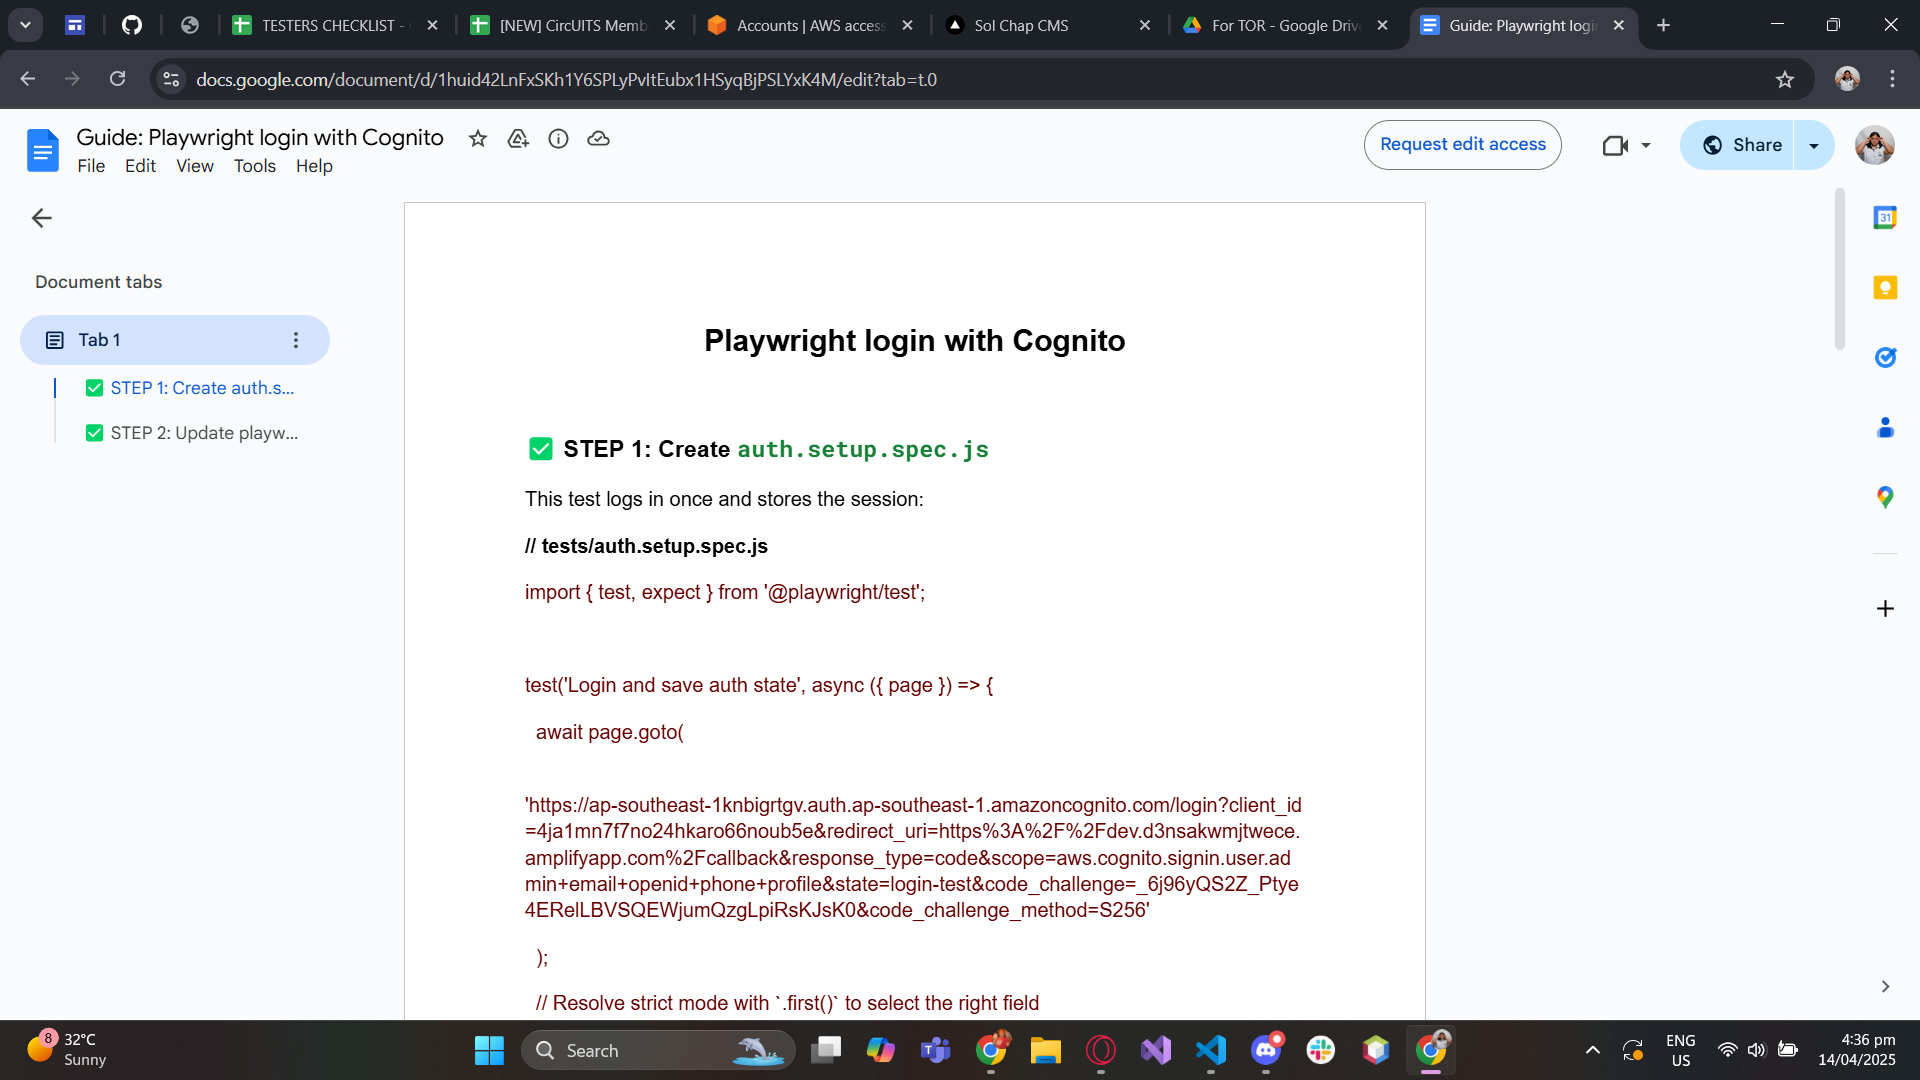 TESTERS CHECKLIST -
[NEW] CircUITS Memb
Accounts | AWS access
Sol Chap CMS
For TOR - Google Drive
Guide: Playwright login
docs.google.com/document/d/1huid42LnFxSKh1Y6SPLyPvItEubx1HSyqBjPSLYxK4M/edit?tab=t.0
Guide: Playwright login with Cognito
File Edit View Tools Help
Request edit access
Share
Document tabs
Tab 1
STEP 1: Create auth.s...
STEP 2: Update playw...
Playwright login with Cognito
STEP 1: Create auth.setup.spec.js
This test logs in once and stores the session:
// tests/auth.setup.spec.js
import { test, expect } from '@playwright/test';
test('Login and save auth state', async ({ page }) => {
await page.goto(
'https://ap-southeast-1knbigrtgv.auth.ap-southeast-1.amazoncognito.com/login?client_id
=4ja1mn7f7no24hkaro66noub5e&redirect_uri=https%3A%2F%2Fdev.d3nsakwmjtwece.
amplifyapp.com%2Fcallback&response_type=code&scope=aws.cognito.signin.user.ad
min+email+openid+phone+profile&state=login-test&code_challenge=_6j96yQS2Z_Ptye
4ERelLBVSQEWjumQzgLpiRsKJsK0&code_challenge_method=S256'
);
// Resolve strict mode with `.first()` to select the right field
31
8
32°C
Sunny
Search
ENG
US
4:36 pm
14/04/2025